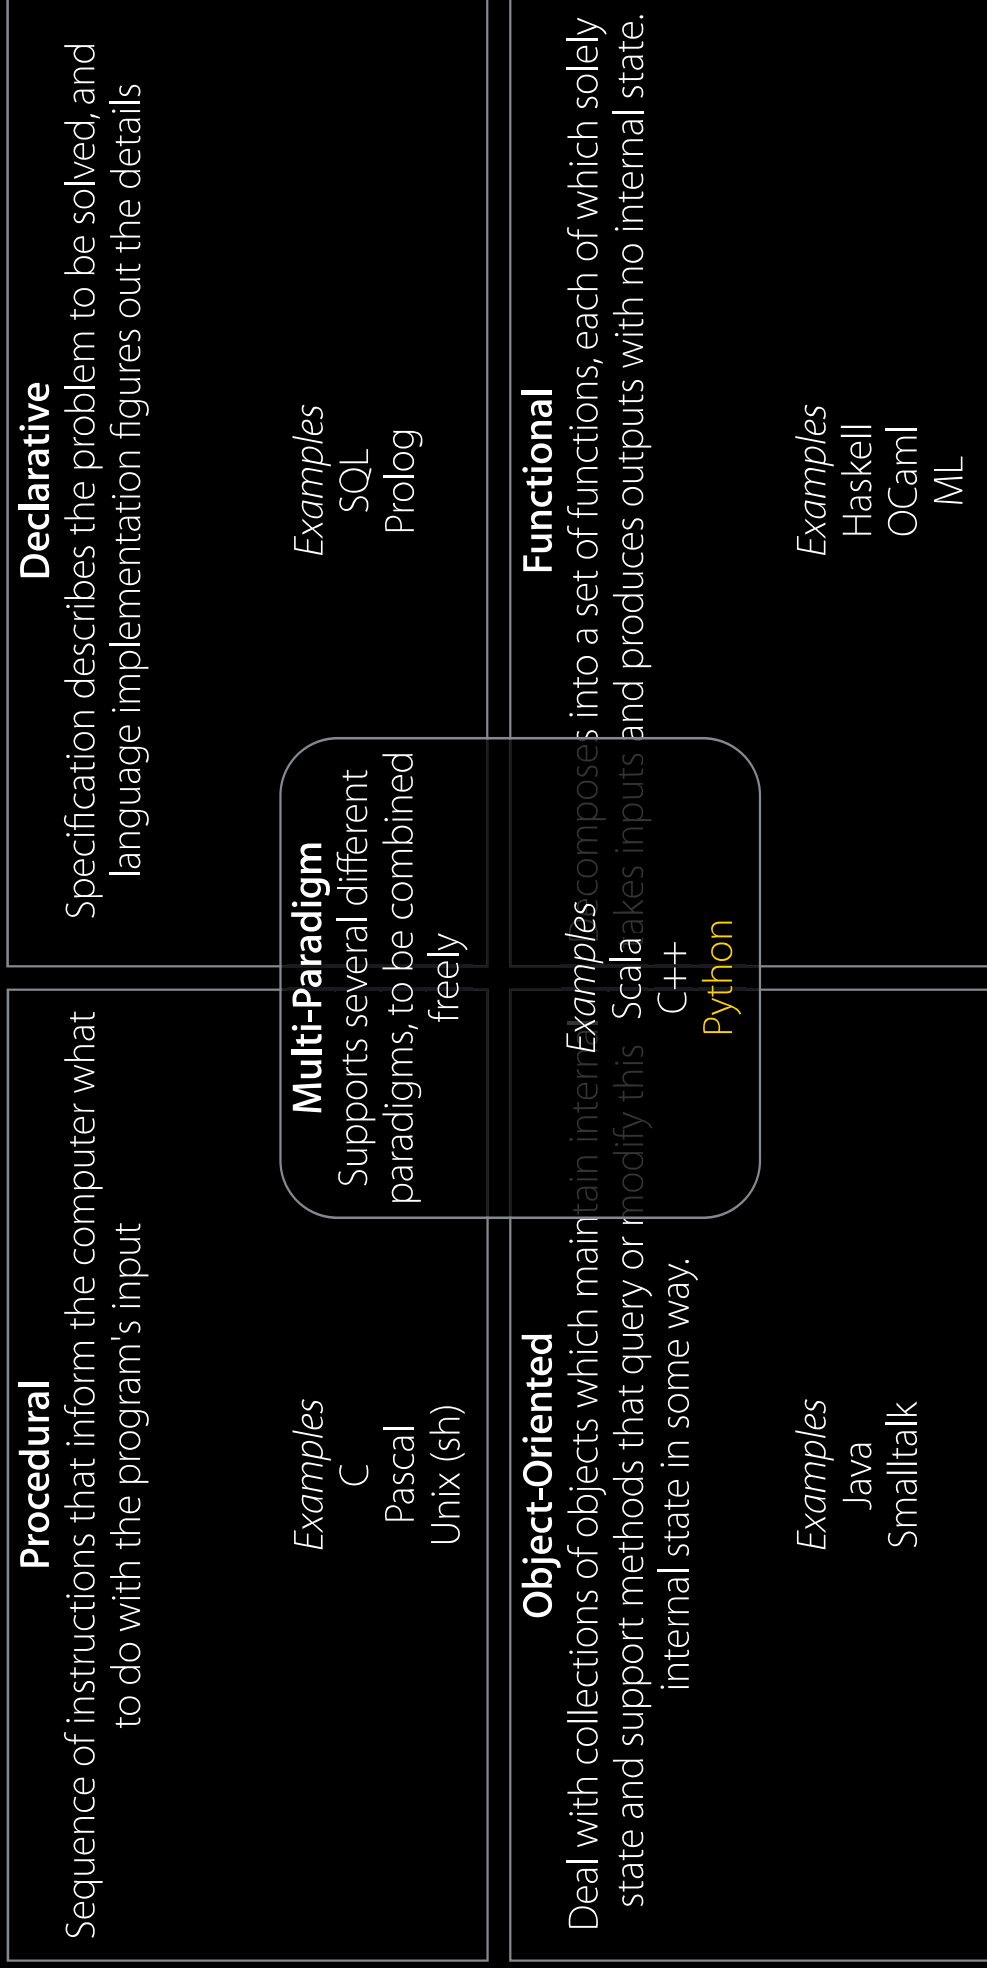 Procedural
Sequence of instructions that inform the computer what
to do with the program's input
Examples
C
Pascal
Unix (sh)
Declarative
Specification describes the problem to be solved, and
language implementation figures out the details
Examples
SQL
Prolog
Multi-Paradigm
Supports several different
paradigms, to be combined
freely
Examples
Scala
C++
Python
Object-Oriented
Deal with collections of objects which maintain internal
state and support methods that query or modify this
internal state in some way.
Examples
Java
Smalltalk
Functional
Decomposes into a set of functions, each of which solely
takes inputs and produces outputs with no internal state.
Examples
Haskell
OCaml
ML